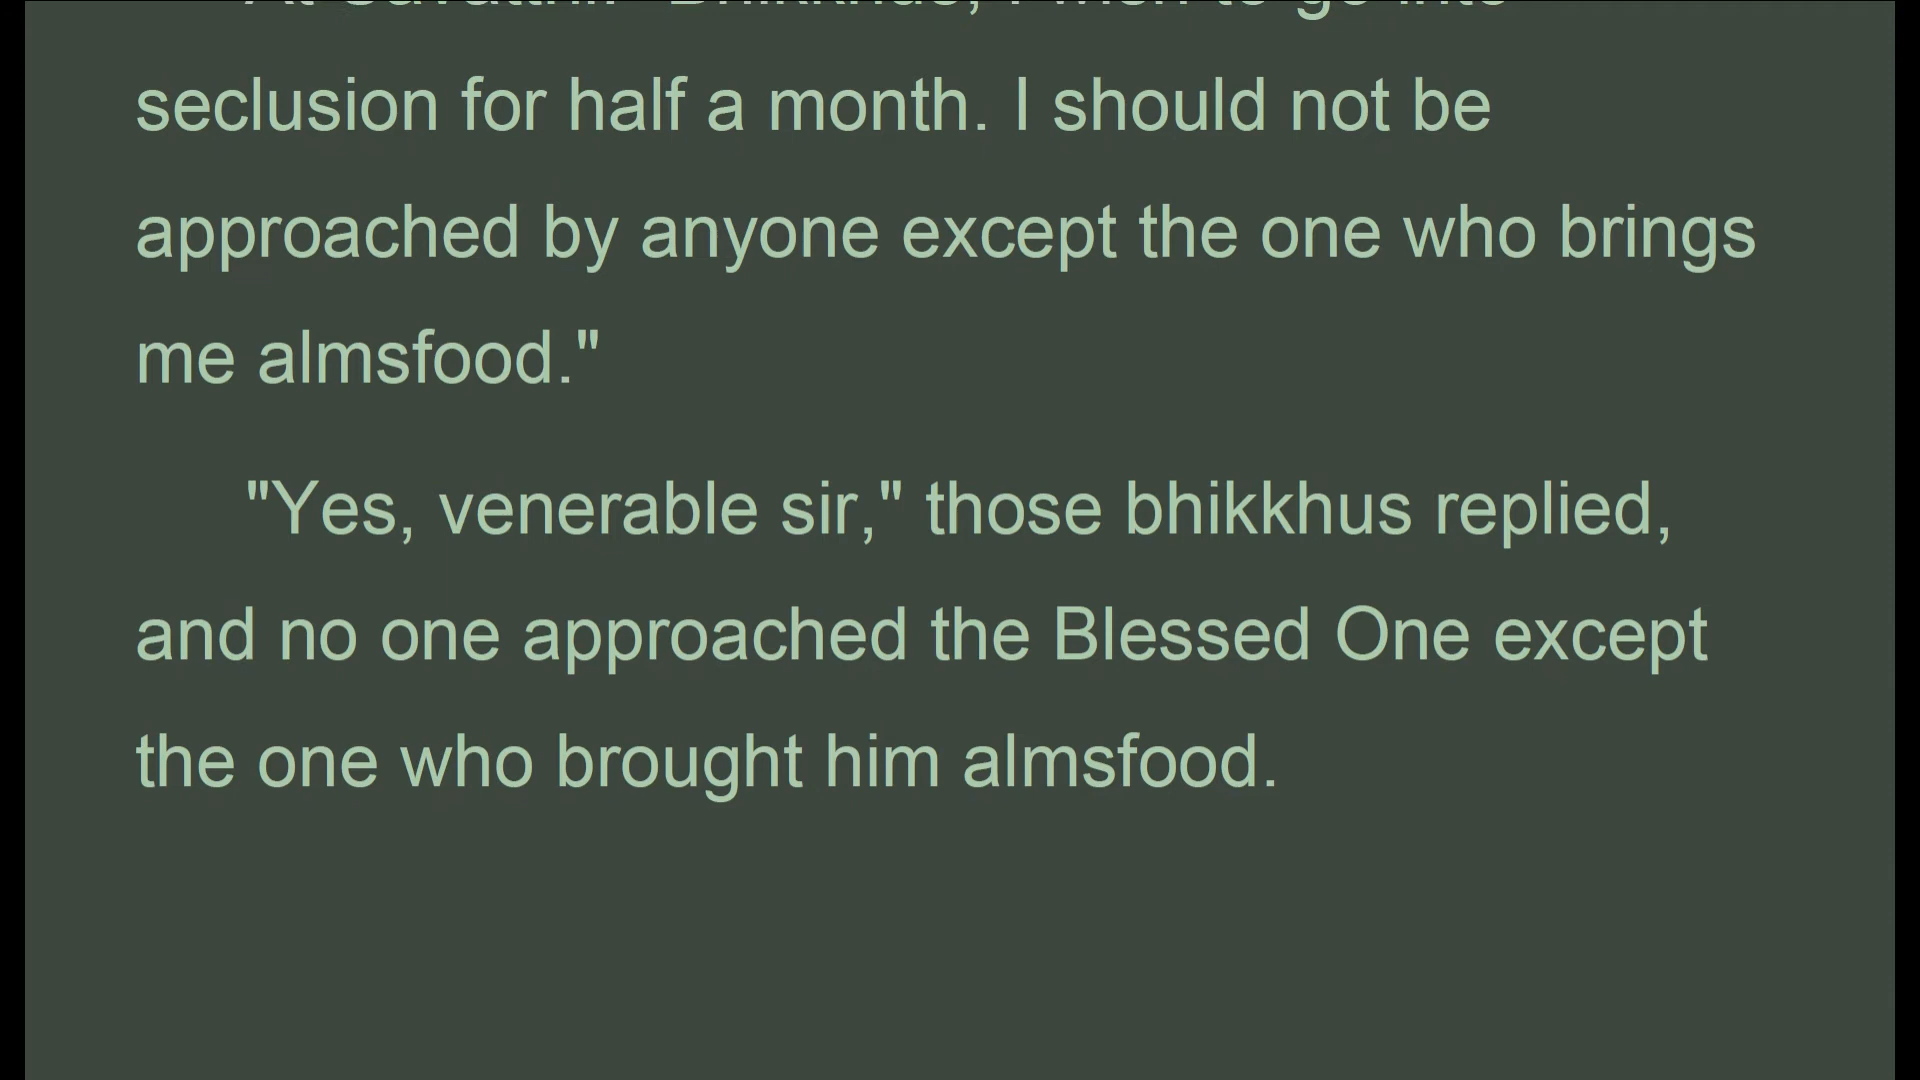 seclusion for half a month. I should not be
approached by anyone except the one who brings
me almsfood."
"Yes, venerable sir," those bhikkhus replied,
and no one approached the Blessed One except
the one who brought him almsfood.